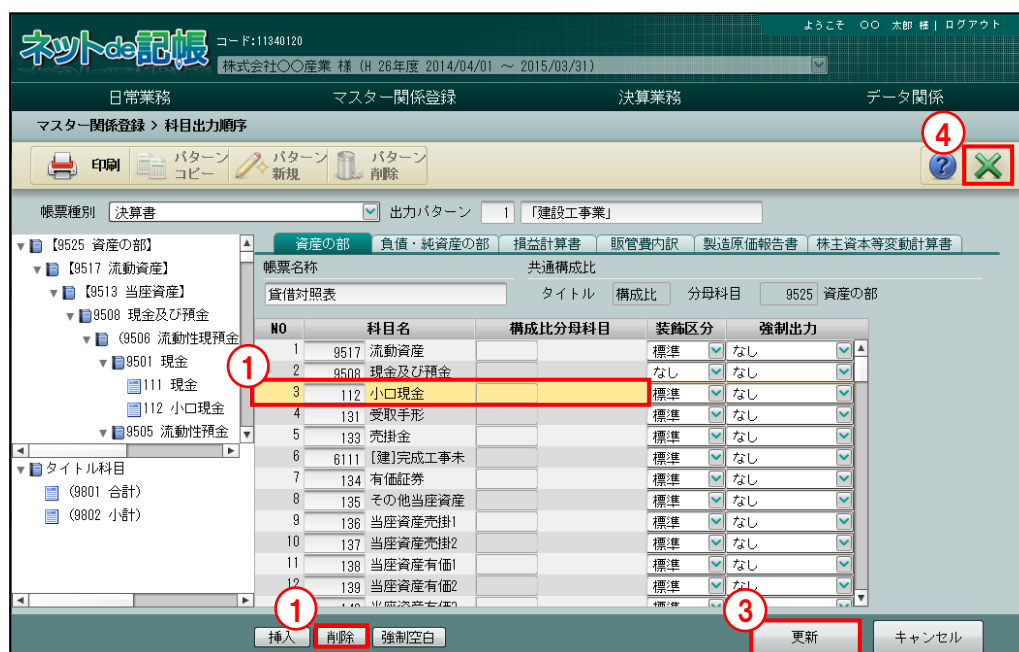 ようこそ 〇〇 太郎 様 | ログアウト
ネットde記帳 コード:11340120
株式会社〇〇産業 様 (H 26年度 2014/04/01 ～ 2015/03/31)
日常業務 マスター関係登録 決算業務 データ関係
マスター関係登録 > 科目出力順序
④
印刷 パターンコピー パターン新規 パターン削除 ?
帳票種別 決算書 出力パターン 1 「建設工事業」
【9525 資産の部】
【9517 流動資産】
【9513 当座資産】
9508 現金及び預金
(9506 流動性現預金
9501 現金
111 現金
112 小口現金
9505 流動性預金
タイトル科目
(9801 合計)
(9802 小計)
資産の部 負債・純資産の部 損益計算書 販管費内訳 製造原価報告書 株主資本等変動計算書
帳票名称 共通構成比
貸借対照表 タイトル 構成比 分母科目 9525 資産の部
NO 科目名 構成比分母科目 装飾区分 強制出力
1 9517 流動資産 標準 なし
①
2 9508 現金及び預金 なし なし
3 112 小口現金 標準 なし
4 131 受取手形 標準 なし
5 133 売掛金 標準 なし
6 6111 [建]完成工事未 標準 なし
7 134 有価証券 標準 なし
8 135 その他当座資産 標準 なし
9 136 当座資産売掛1 標準 なし
10 137 当座資産売掛2 標準 なし
11 138 当座資産有価1 標準 なし
12 139 当座資産有価2 標準 なし
① ③
挿入 削除 強制空白 更新 キャンセル